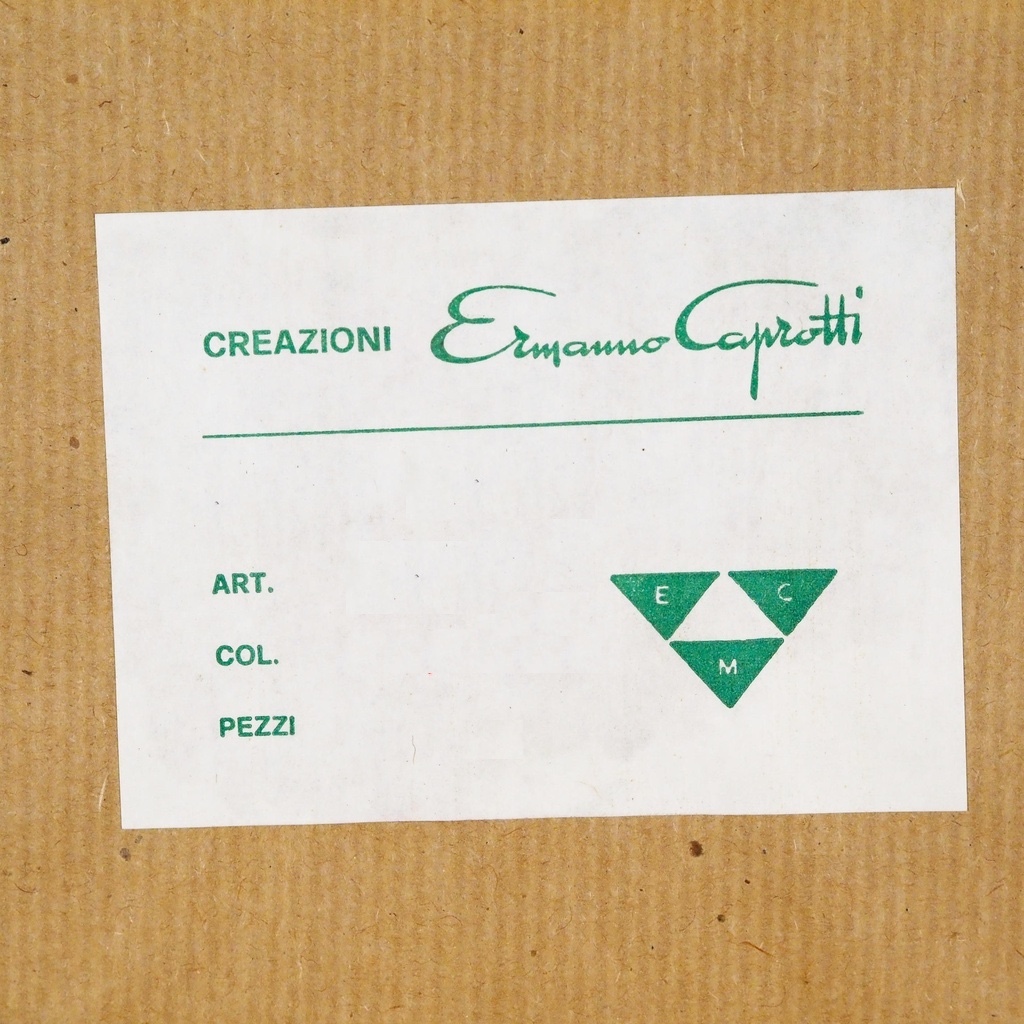 CREAZIONI Ermanno Caprotti
ART.
COL.
PEZZI
E C
M